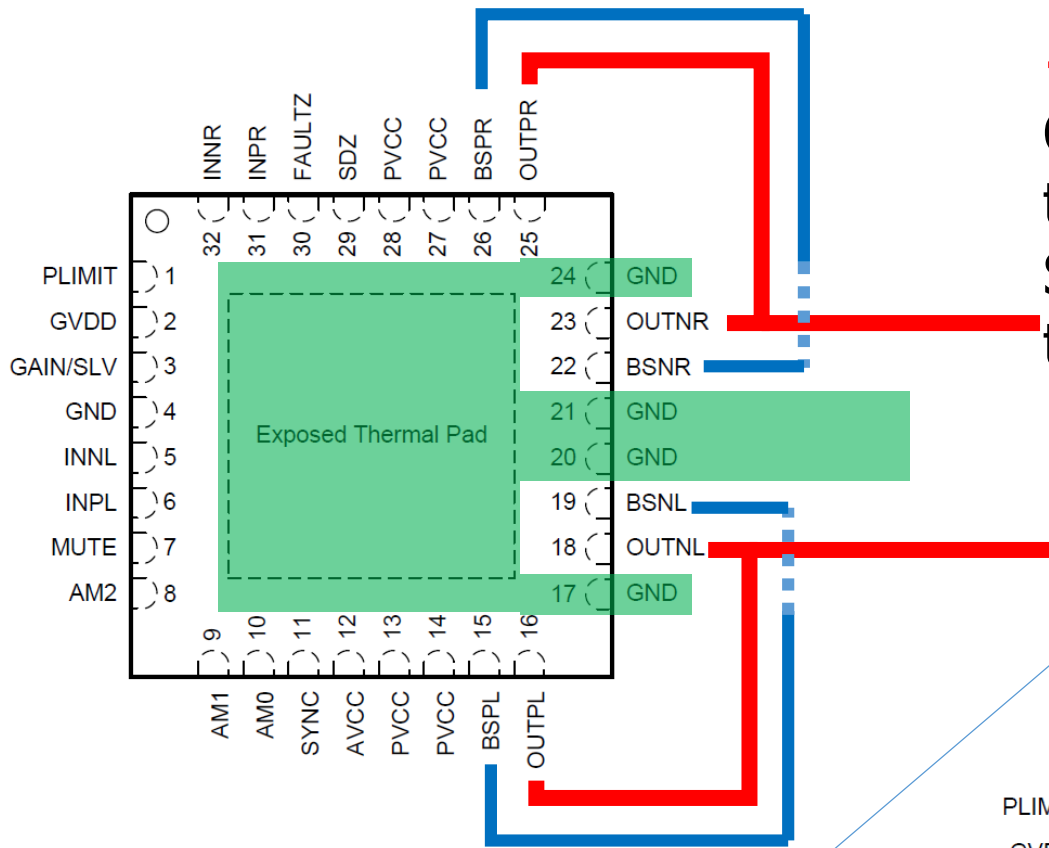 INNR
INPR
FAULTZ
SDZ
PVCC
PVCC
BSPR
OUTPR
32
31
30
29
28
27
26
25
PLIMIT 1
GVDD 2
GAIN/SLV 3
GND 4
INNL 5
INPL 6
MUTE 7
AM2 8
Exposed Thermal Pad
24 GND
23 OUTNR
22 BSNR
21 GND
20 GND
19 BSNL
18 OUTNL
17 GND
9
10
11
12
13
14
15
16
AM1
AM0
SYNC
AVCC
PVCC
PVCC
BSPL
OUTPL